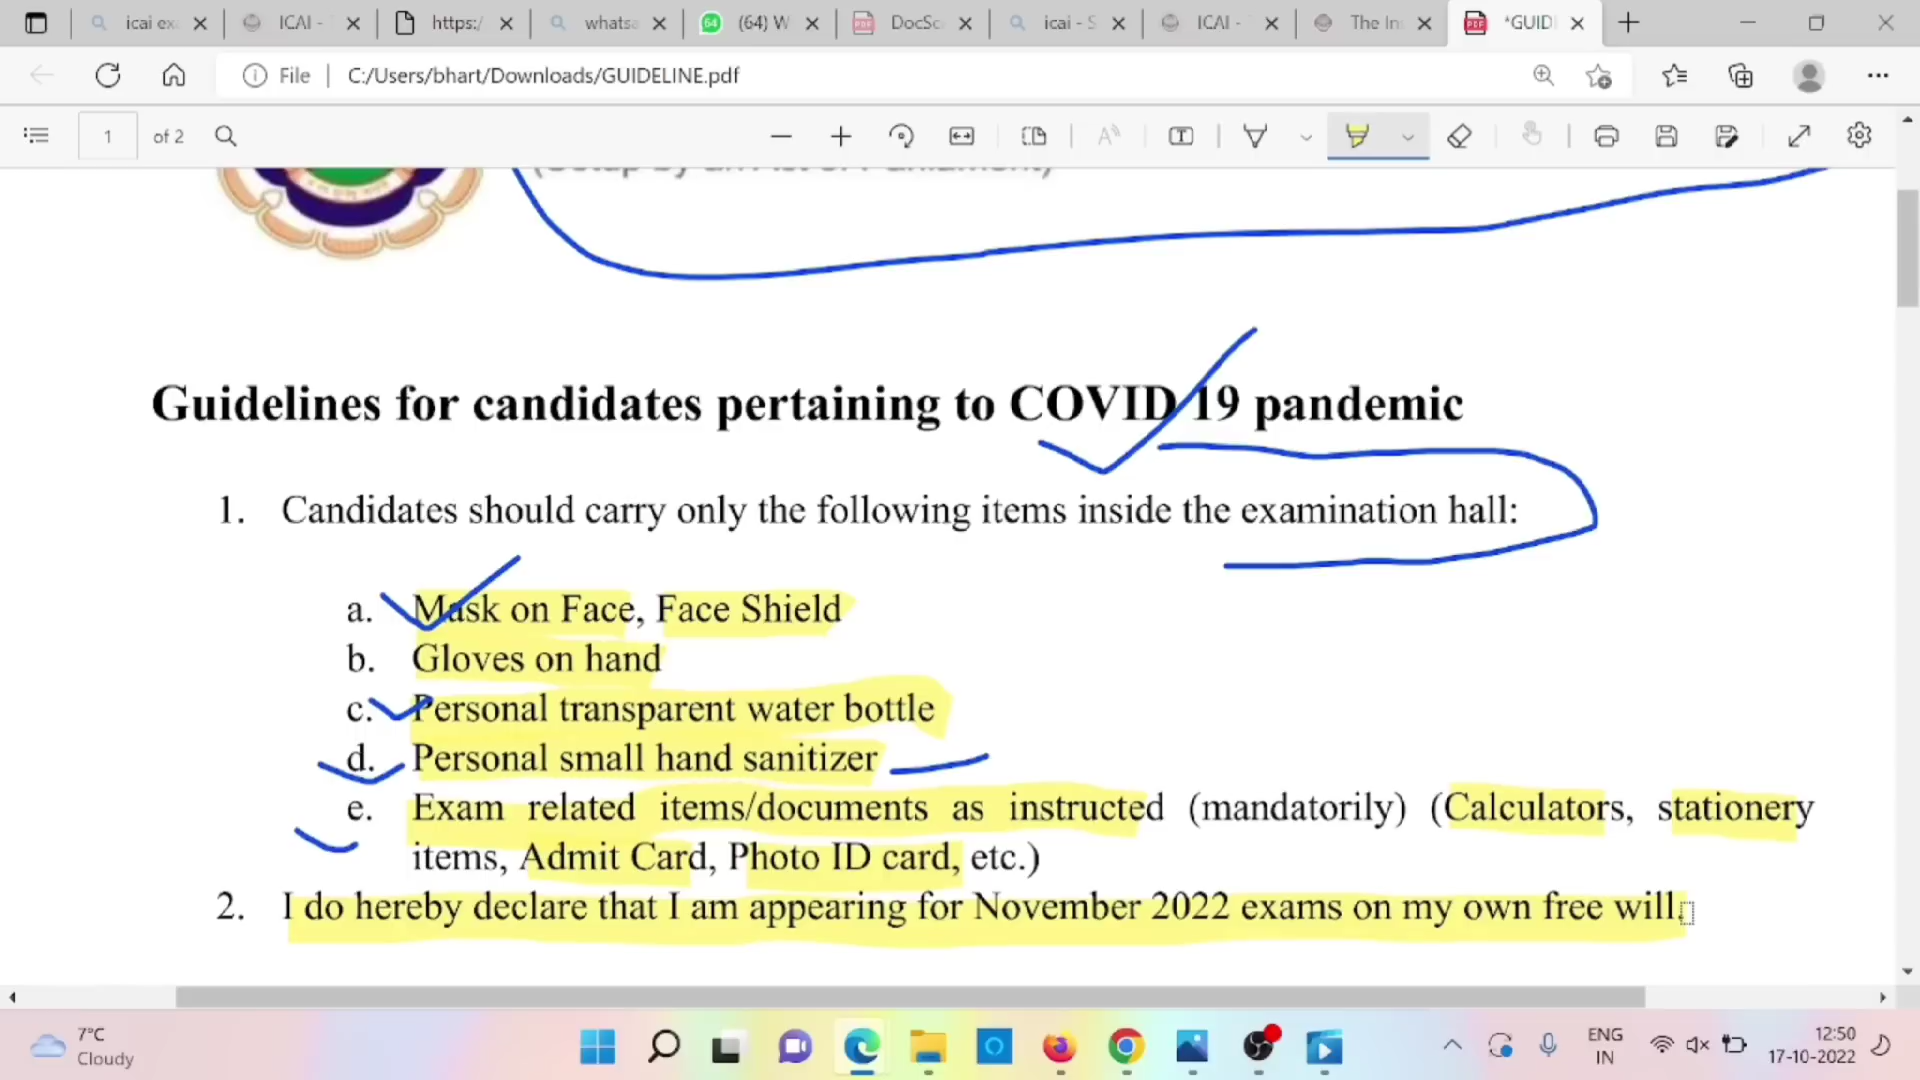 icai ex
ICAI -
https:/
whatsa
(64) W
DocSc
icai - S
ICAI -
The In
*GUID
File
C:/Users/bhart/Downloads/GUIDELINE.pdf
1 of 2
Guidelines for candidates pertaining to COVID 19 pandemic
1. Candidates should carry only the following items inside the examination hall:
a. Mask on Face, Face Shield
b. Gloves on hand
c. Personal transparent water bottle
d. Personal small hand sanitizer
e. Exam related items/documents as instructed (mandatorily) (Calculators, stationery
items, Admit Card, Photo ID card, etc.)
2. I do hereby declare that I am appearing for November 2022 exams on my own free will.
7°C
Cloudy
ENG
IN
12:50
17-10-2022